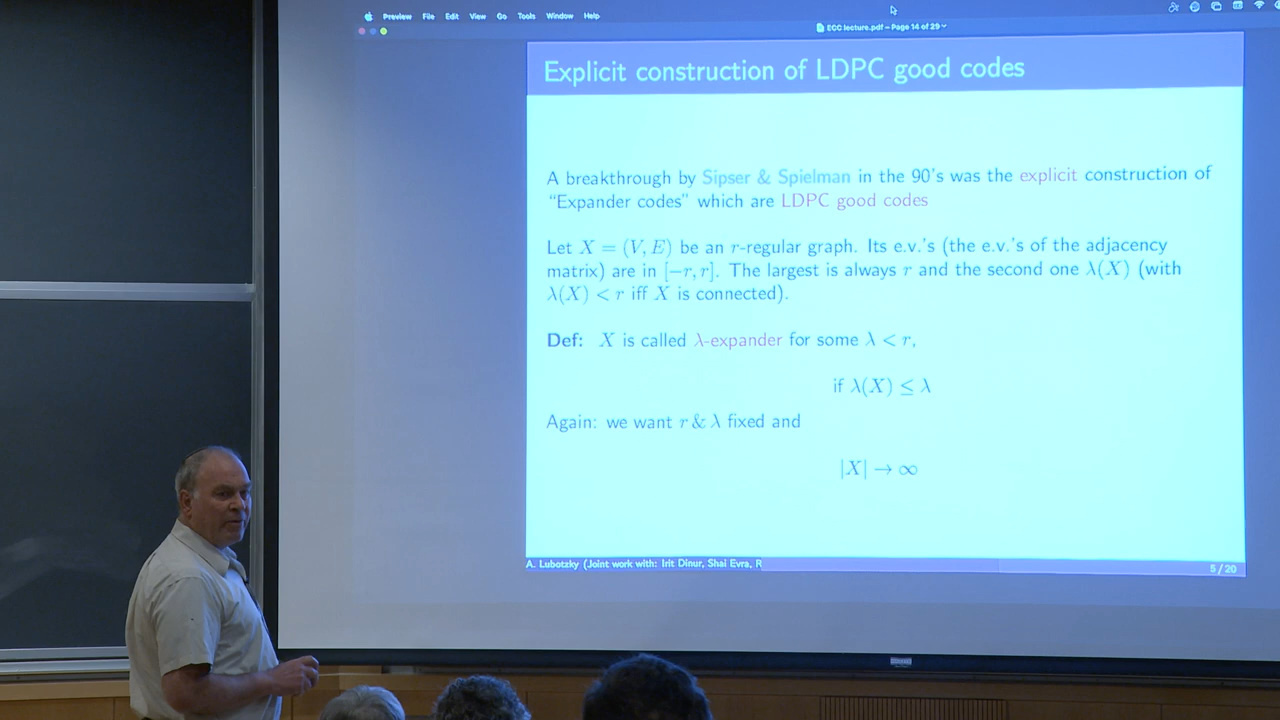 Preview File Edit View Go Tools Window Help
ECC lecture.pdf – Page 14 of 29
Explicit construction of LDPC good codes
A breakthrough by Sipser & Spielman in the 90's was the explicit construction of
“Expander codes” which are LDPC good codes
Let X = (V, E) be an r-regular graph. Its e.v.'s (the e.v.'s of the adjacency
matrix) are in [−r, r]. The largest is always r and the second one λ(X) (with
λ(X) < r iff X is connected).
Def: X is called λ-expander for some λ < r,
if λ(X) ≤ λ
Again: we want r & λ fixed and
|X| → ∞
A. Lubotzky (Joint work with: Irit Dinur, Shai Evra, R
5 / 20